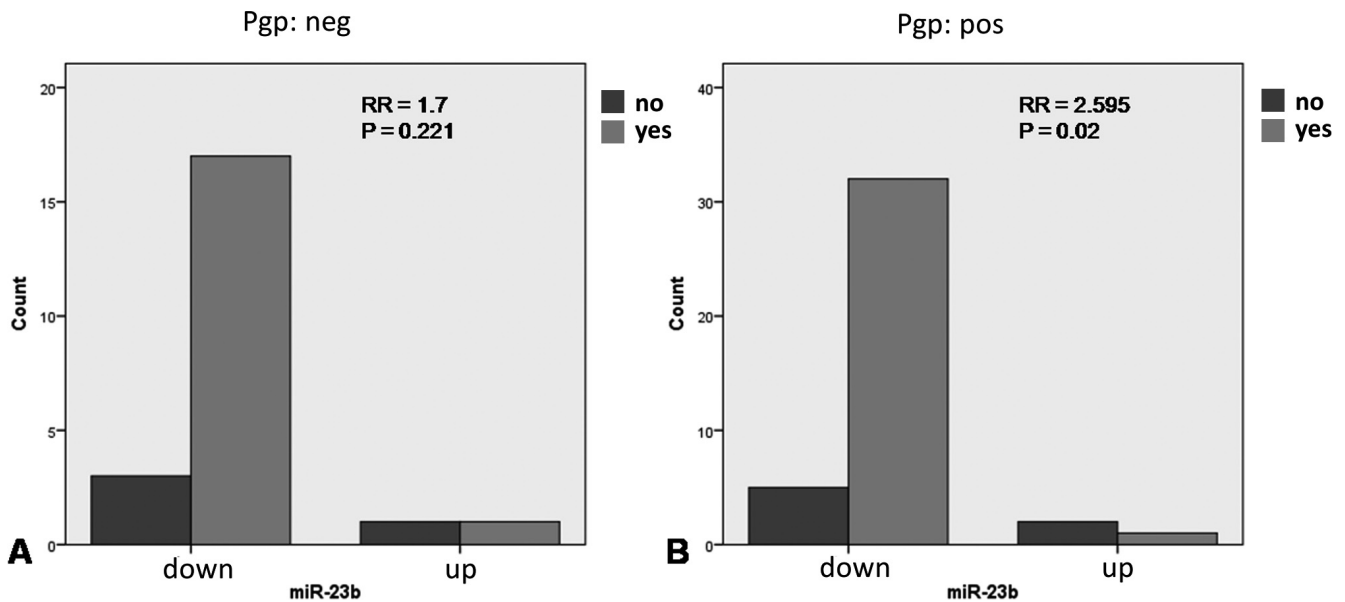 Pgp: neg
20
15
10
5
0
Count
RR = 1.7
P = 0.221
no
yes
down
up
miR-23b
A
Pgp: pos
40
30
20
10
0
Count
RR = 2.595
P = 0.02
no
yes
down
up
miR-23b
B